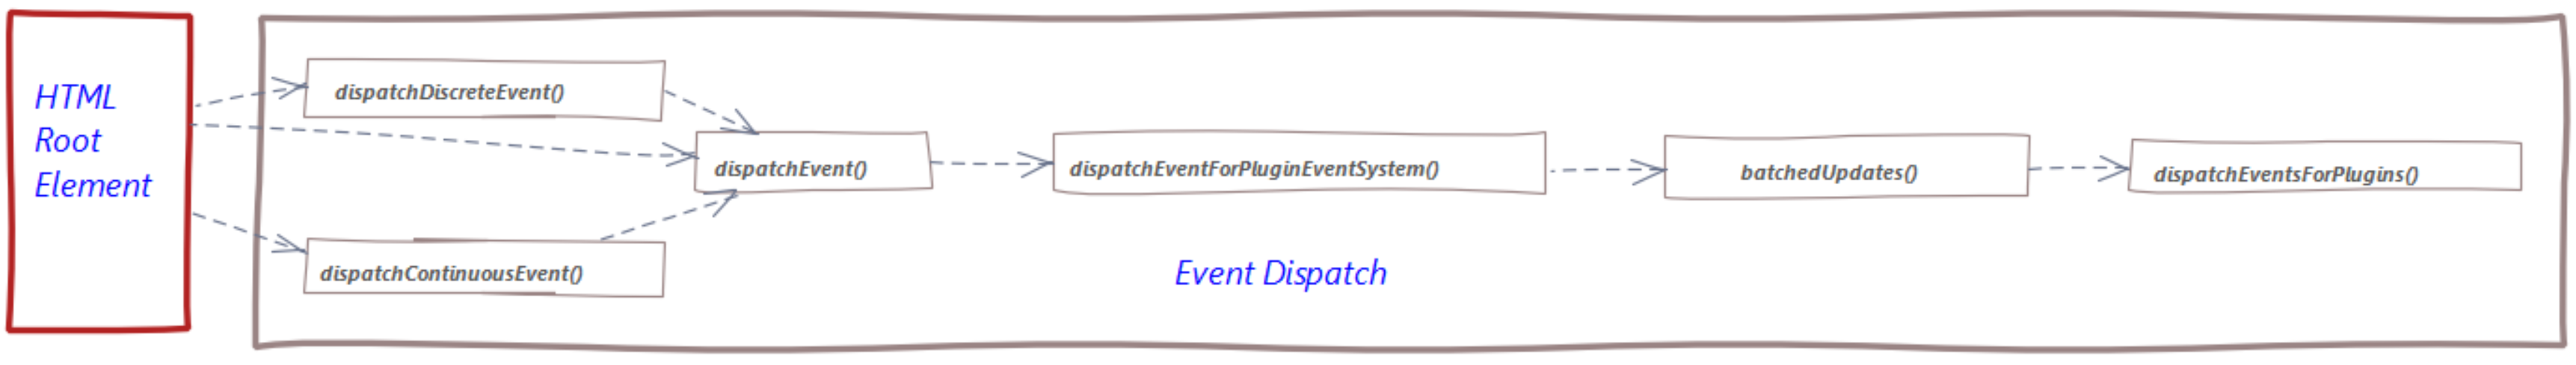 HTML
Root
Element
dispatchDiscreteEvent()
dispatchEvent()
dispatchEventForPluginEventSystem()
batchedUpdates()
dispatchEventsForPlugins()
dispatchContinuousEvent()
Event Dispatch